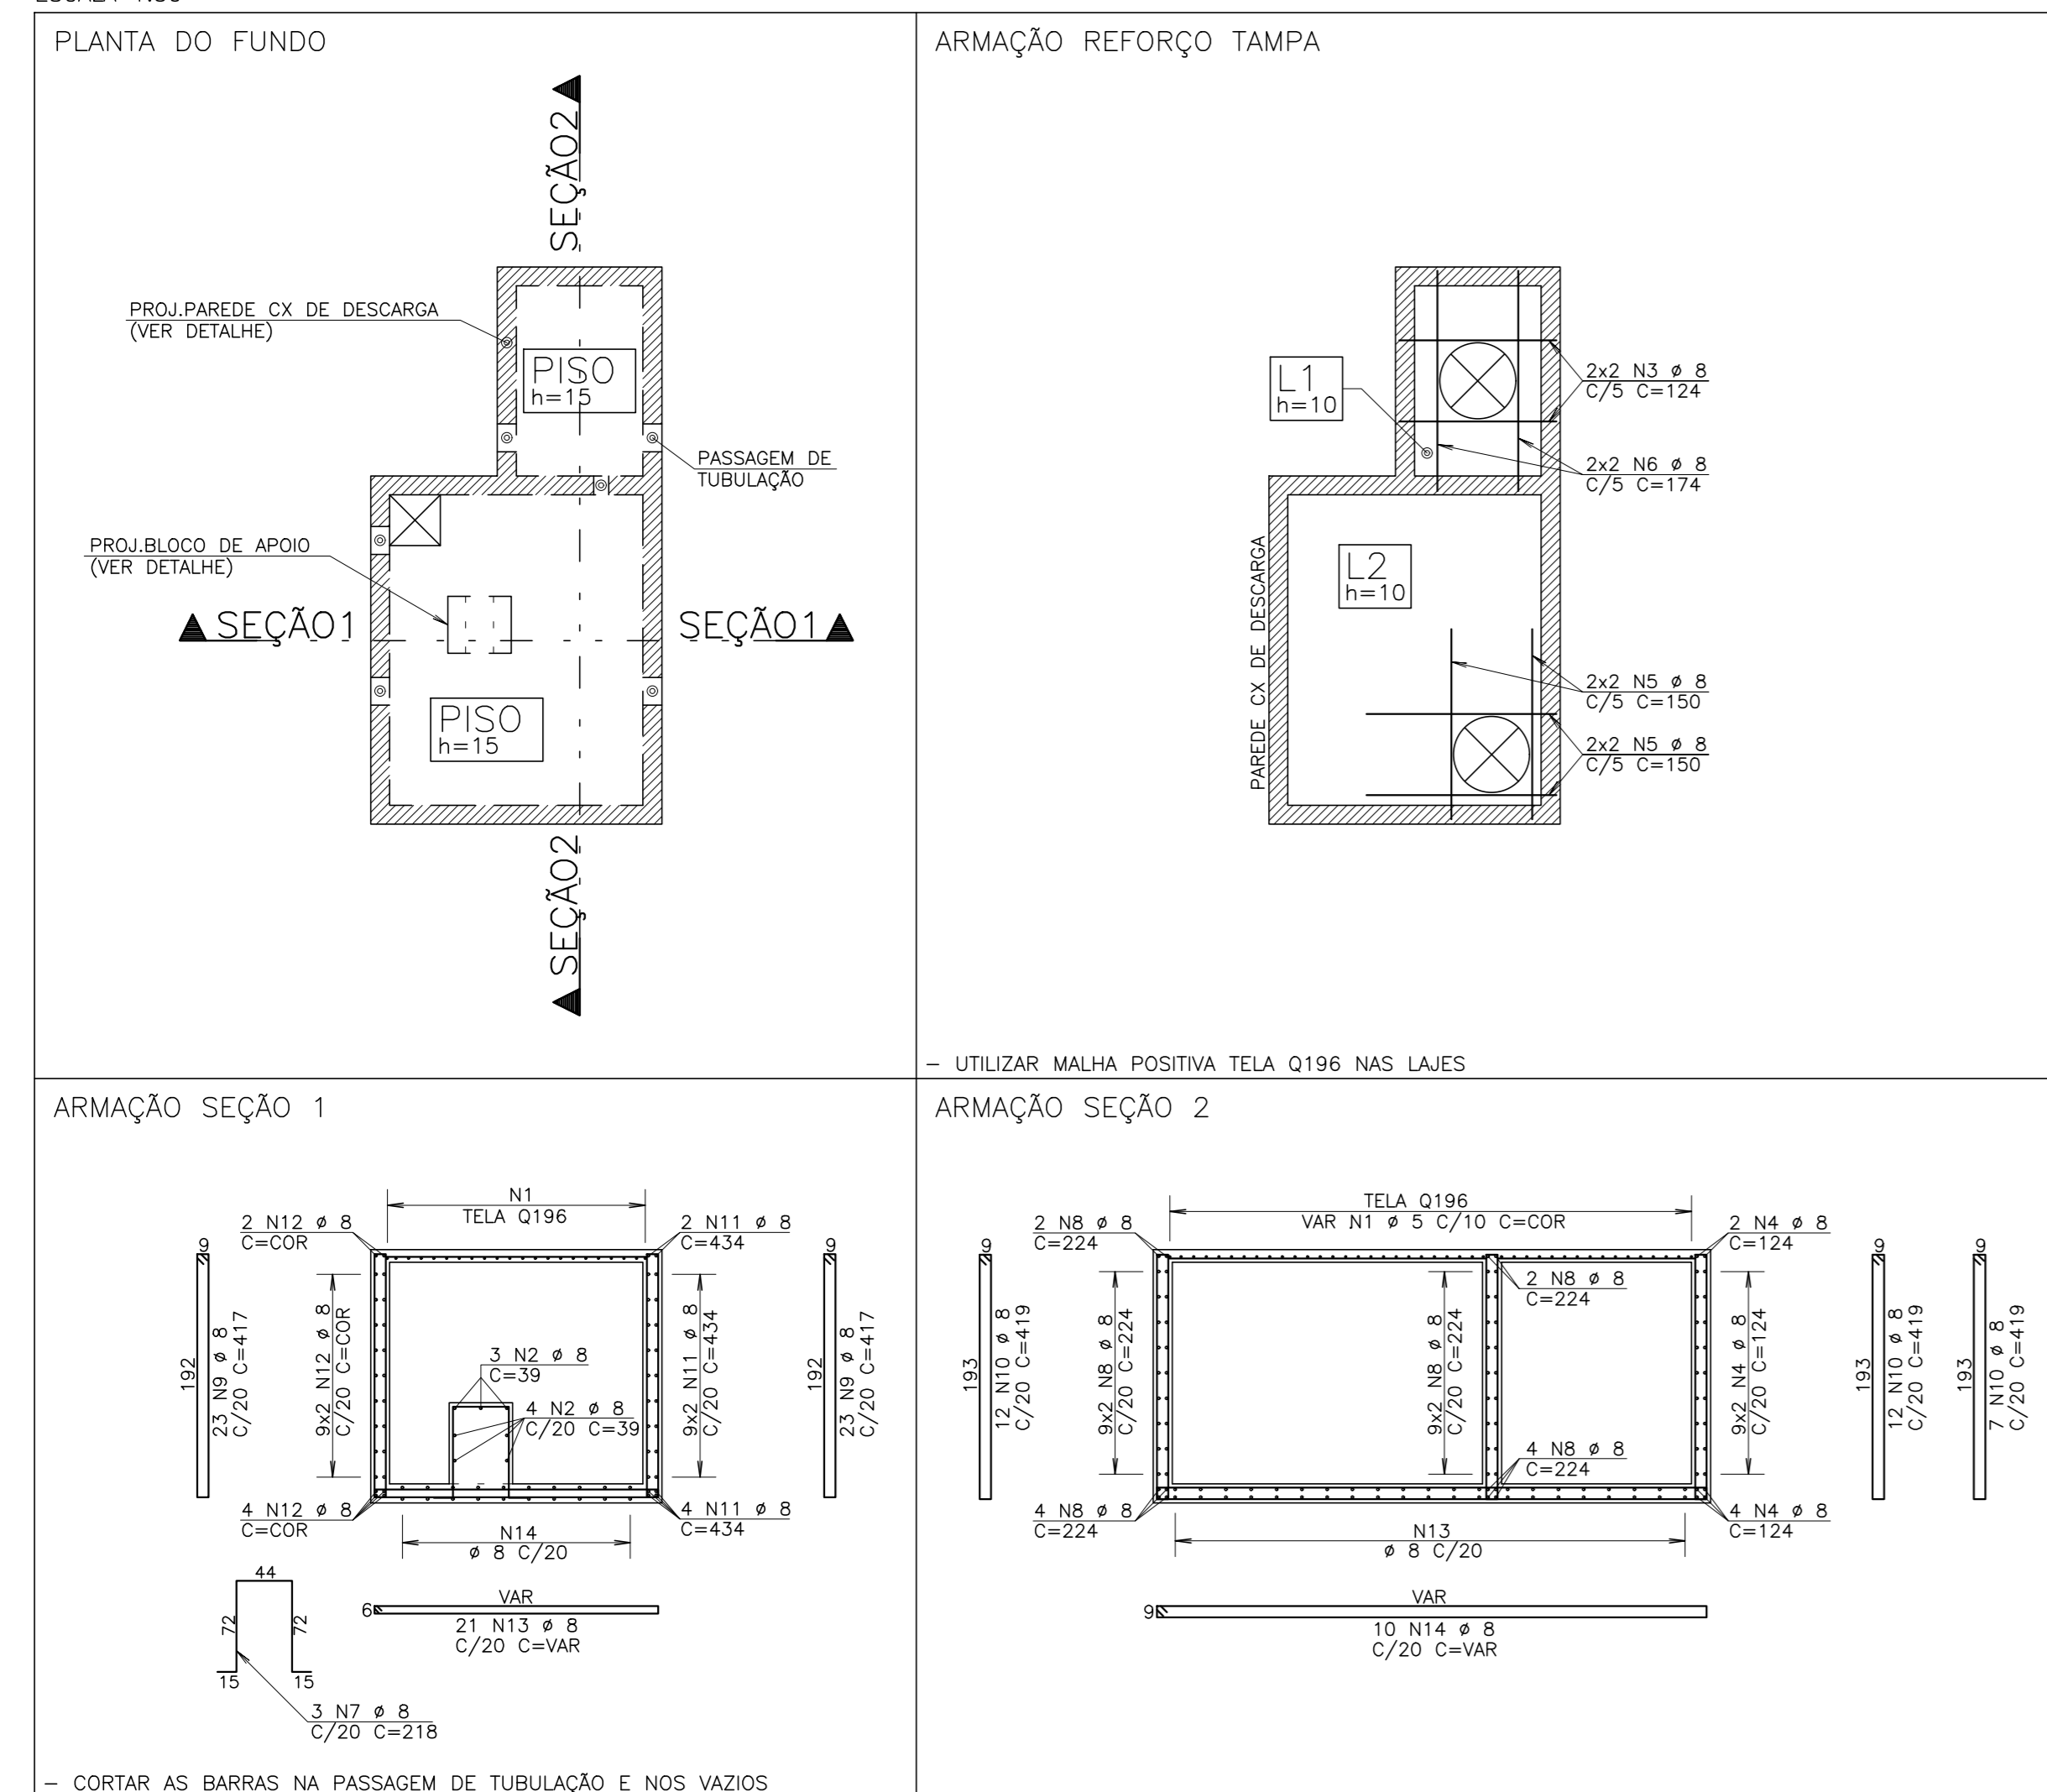 PLANTA DO FUNDO
SEÇÃO2
PROJ.PAREDE CX DE DESCARGA
(VER DETALHE)
PISO
h=15
PASSAGEM DE
TUBULAÇÃO
PROJ.BLOCO DE APOIO
(VER DETALHE)
SEÇÃO1
SEÇÃO1
PISO
h=15
SEÇÃO2
ARMAÇÃO REFORÇO TAMPA
L1
h=10
2x2 N3 ø 8
C/5 C=124
2x2 N6 ø 8
C/5 C=174
PAREDE CX DE DESCARGA
L2
h=10
2x2 N5 ø 8
C/5 C=150
2x2 N5 ø 8
C/5 C=150
- UTILIZAR MALHA POSITIVA TELA Q196 NAS LAJES
ARMAÇÃO SEÇÃO 1
N1
TELA Q196
2 N12 ø 8
C=COR
2 N11 ø 8
C=434
9
192
23 N9 ø 8
C/20 C=417
9x2 N12 ø 8
C/20 C=COR
3 N2 ø 8
C=39
4 N2 ø 8
C/20 C=39
9x2 N11 ø 8
C/20 C=434
9
192
23 N9 ø 8
C/20 C=417
4 N12 ø 8
C=COR
4 N11 ø 8
C=434
N14
ø 8 C/20
44
72
72
15
15
3 N7 ø 8
C/20 C=218
6
VAR
21 N13 ø 8
C/20 C=VAR
- CORTAR AS BARRAS NA PASSAGEM DE TUBULAÇÃO E NOS VAZIOS
ARMAÇÃO SEÇÃO 2
TELA Q196
VAR N1 ø 5 C/10 C=COR
2 N8 ø 8
C=224
2 N4 ø 8
C=124
9
193
12 N10 ø 8
C/20 C=419
9x2 N8 ø 8
C/20 C=224
9x2 N8 ø 8
C/20 C=224
2 N8 ø 8
C=224
4 N8 ø 8
C=224
9x2 N4 ø 8
C/20 C=124
9
193
12 N10 ø 8
C/20 C=419
9
193
7 N10 ø 8
C/20 C=419
4 N8 ø 8
C=224
4 N4 ø 8
C=124
N13
ø 8 C/20
9
VAR
10 N14 ø 8
C/20 C=VAR